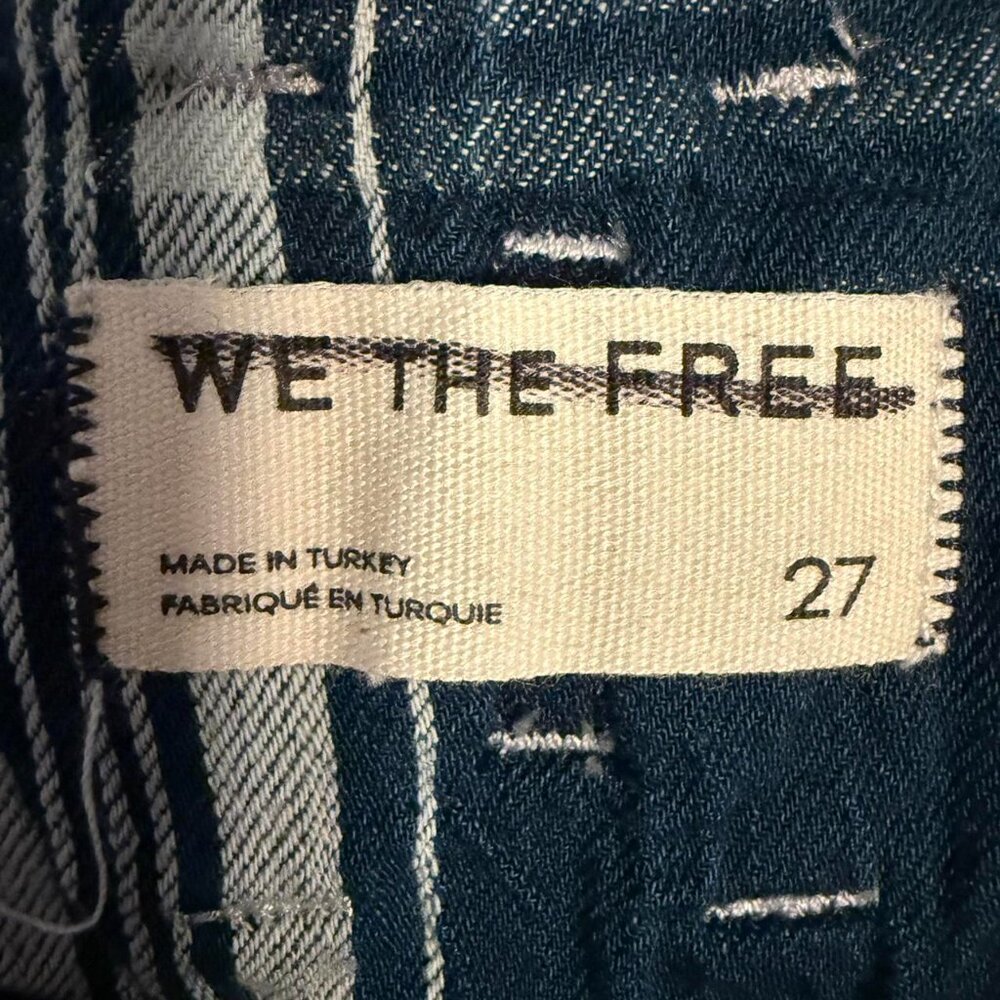 WE THE FREE
MADE IN TURKEY
FABRIQUÉ EN TURQUIE
27